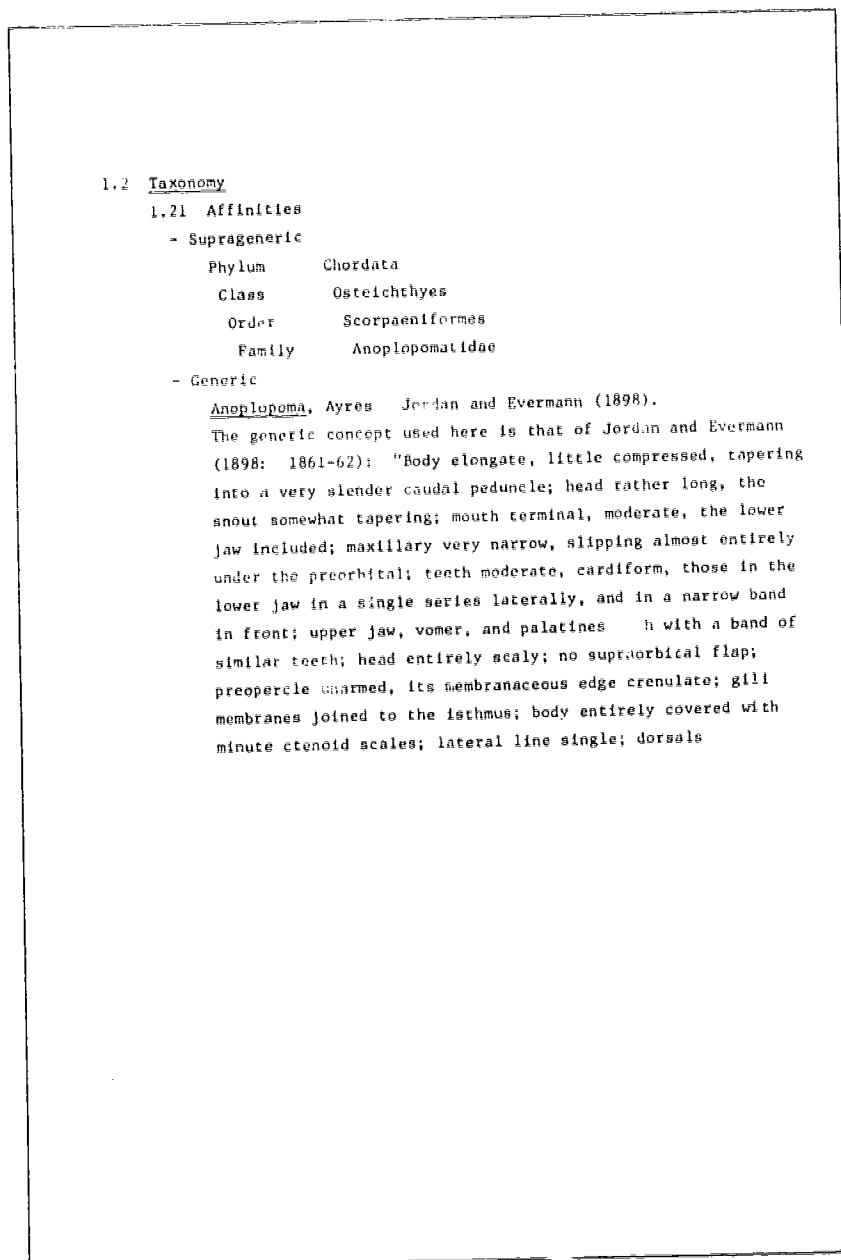 1.2 Taxonomy
1.21 Affinities
- Suprageneric
Phylum Chordata
Class Osteichthyes
Order Scorpaeniformes
Family Anoplopomatidae
- Generic
Anoplopoma, Ayres Jordan and Evermann (1898).
The generic concept used here is that of Jordan and Evermann
(1898: 1861-62): "Body elongate, little compressed, tapering
into a very slender caudal peduncle; head rather long, the
snout somewhat tapering; mouth terminal, moderate, the lower
jaw included; maxillary very narrow, slipping almost entirely
under the preorbital; teeth moderate, cardiform, those in the
lower jaw in a single series laterally, and in a narrow band
in front; upper jaw, vomer, and palatines h with a band of
similar teeth; head entirely scaly; no supraorbital flap;
preopercle unarmed, its membranaceous edge crenulate; gill
membranes joined to the isthmus; body entirely covered with
minute ctenoid scales; lateral line single; dorsals